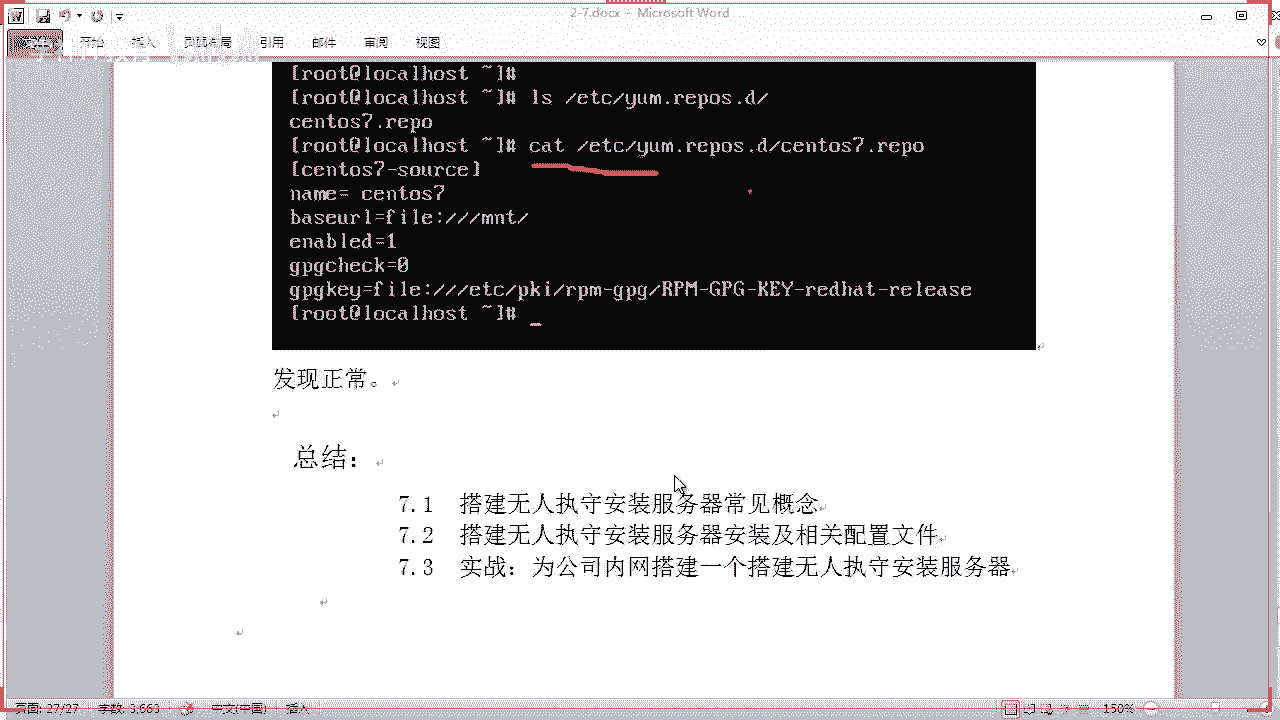 2-7.docx - Microsoft Word
开始 插入 页面布局 引用 邮件 审阅 视图
[root@localhost ~]#
[root@localhost ~]# ls /etc/yum.repos.d/
centos7.repo
[root@localhost ~]# cat /etc/yum.repos.d/centos7.repo
[centos7-source]
name= centos7
baseurl=file:///mnt/
enabled=1
gpgcheck=0
gpgkey=file:///etc/pki/rpm-gpg/RPM-GPG-KEY-redhat-release
[root@localhost ~]# _
发现正常。
总结：
7.1 搭建无人执守安装服务器常见概念
7.2 搭建无人执守安装服务器安装及相关配置文件
7.3 实战：为公司内网搭建一个搭建无人执守安装服务器
页面: 27/27 字数: 3,663 中文(中国) 插入 150%